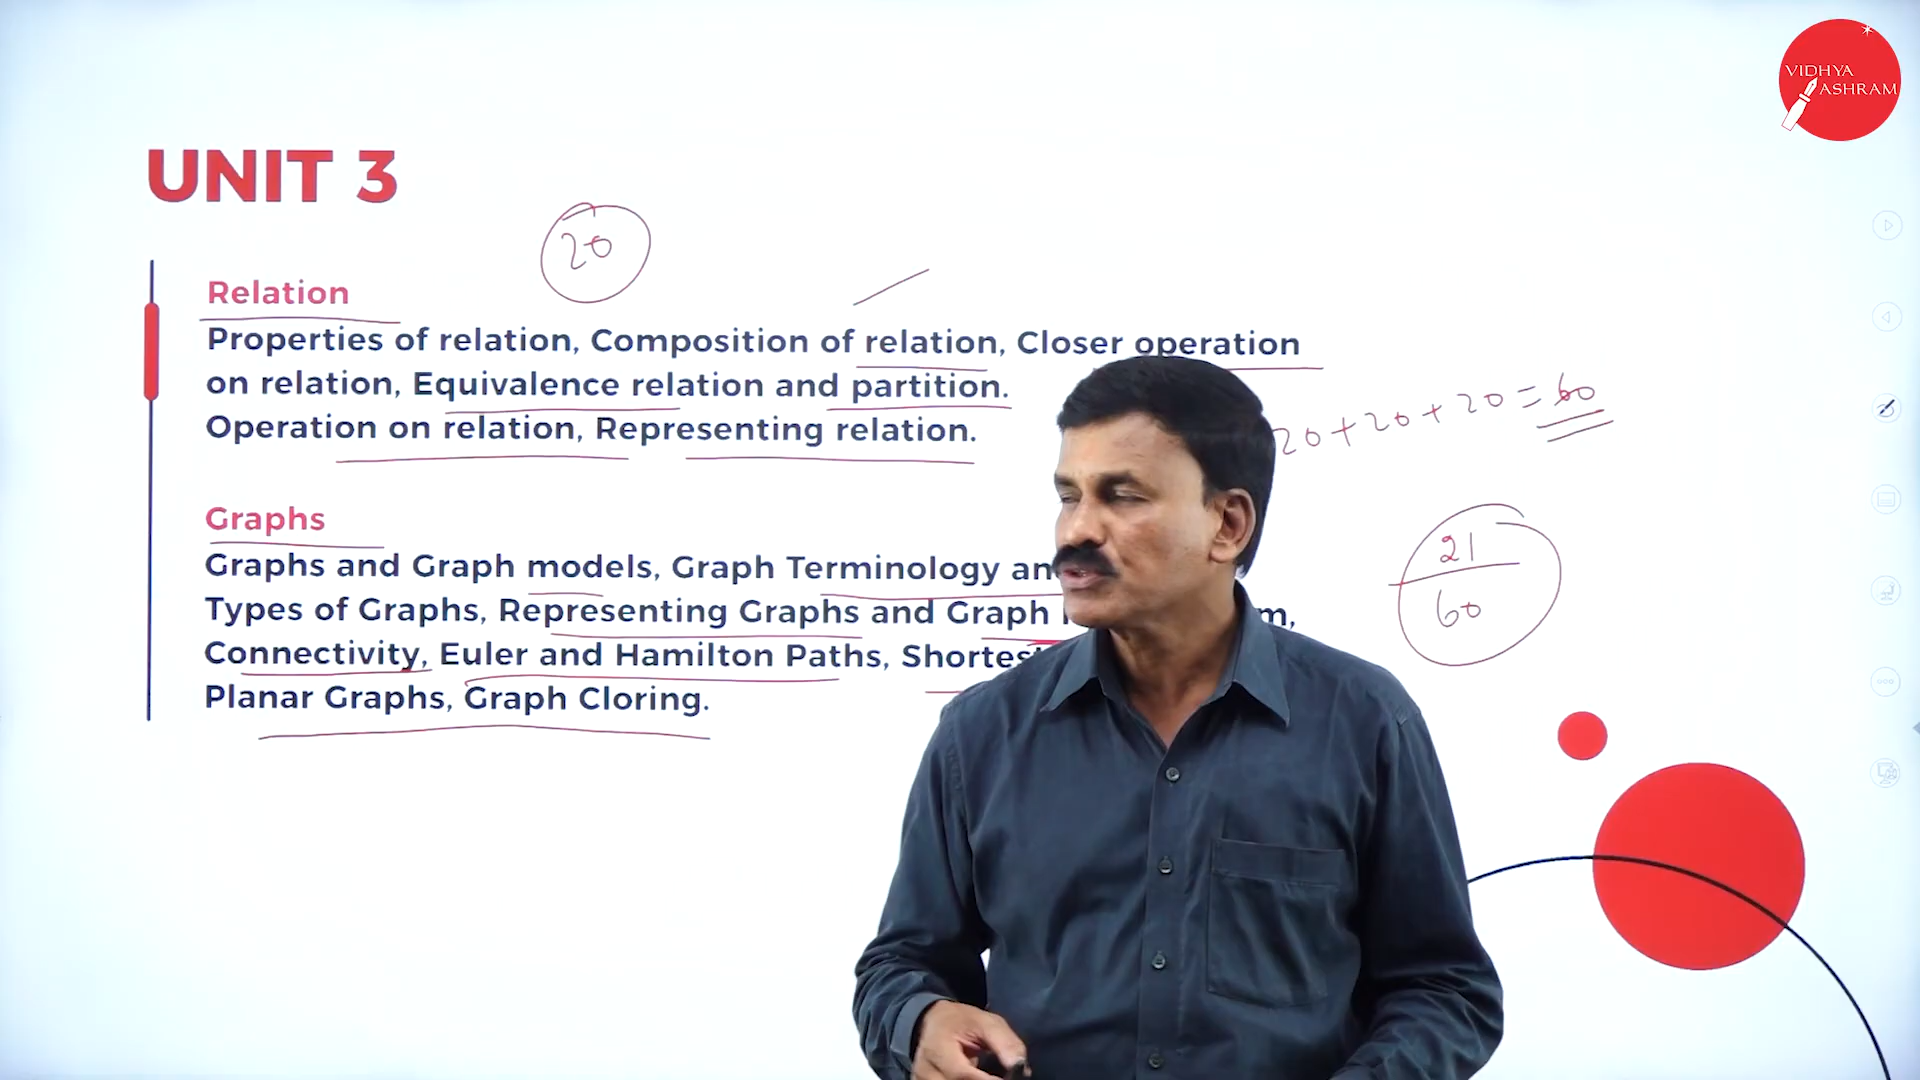 VIDHYA
ASHRAM
UNIT 3
20
Relation
Properties of relation, Composition of relation, Closer operation
on relation, Equivalence relation and partition.
Operation on relation, Representing relation.
20+20+20=60
Graphs
Graphs and Graph models, Graph Terminology
Types of Graphs, Representing Graphs and Graph
Connectivity, Euler and Hamilton Paths,
Planar Graphs, Graph Cloring.
21
60